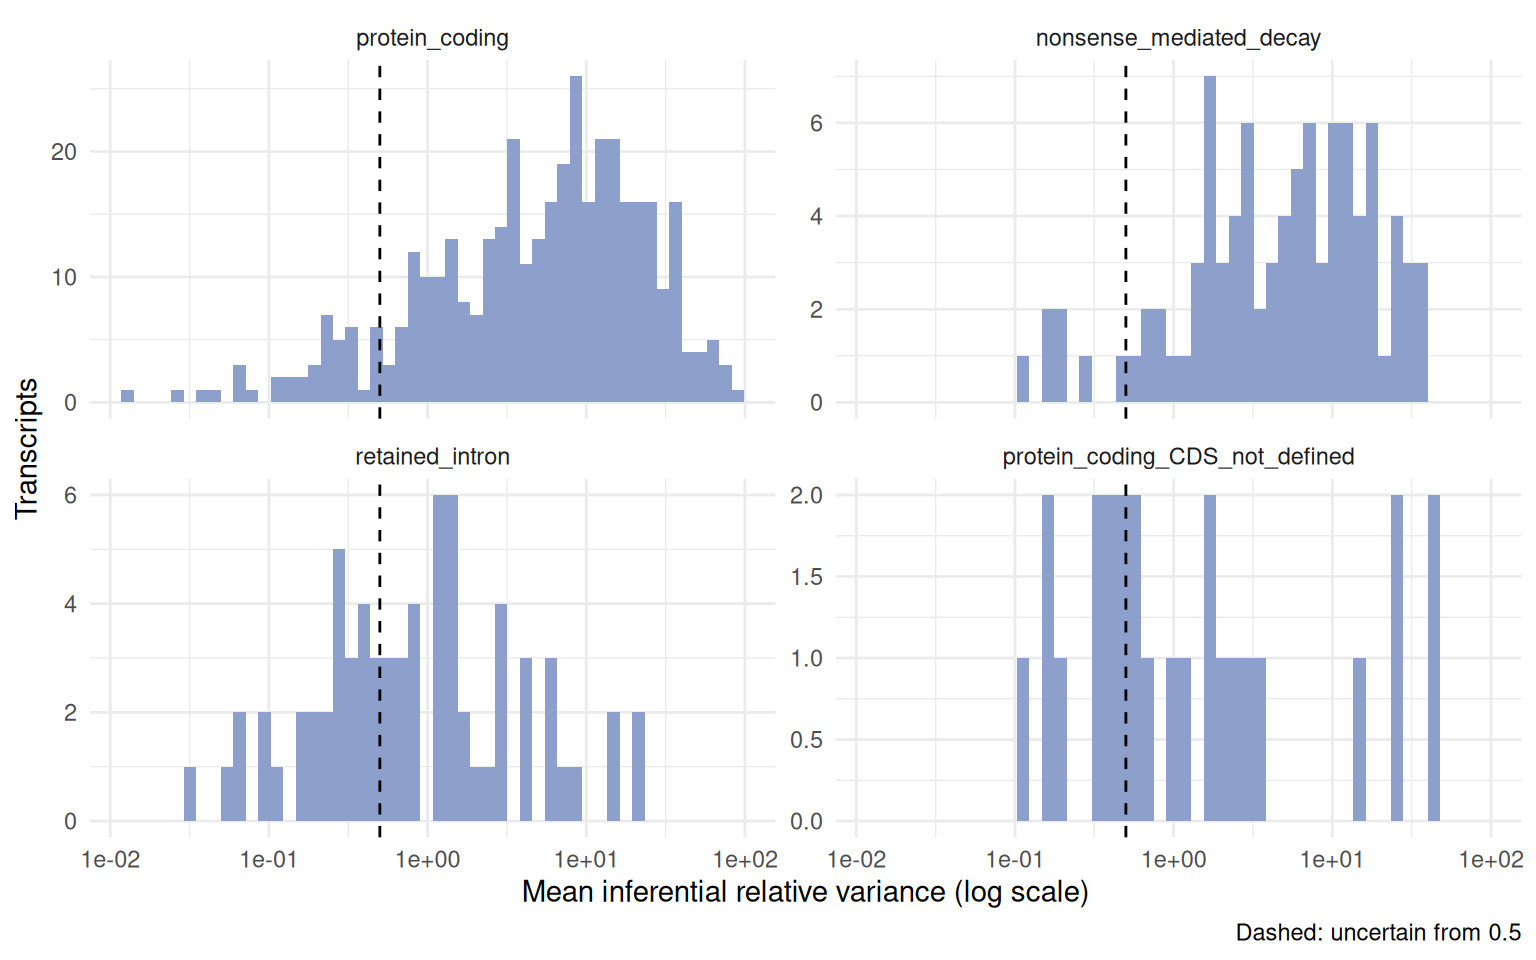 protein_coding
nonsense_mediated_decay
20
10
0
6
4
2
0
retained_intron
protein_coding_CDS_not_defined
6
4
2
0
2.0
1.5
1.0
0.5
0.0
1e-02 1e-01 1e+00 1e+01 1e+02
1e-02 1e-01 1e+00 1e+01 1e+02
Transcripts
Mean inferential relative variance (log scale)
Dashed: uncertain from 0.5